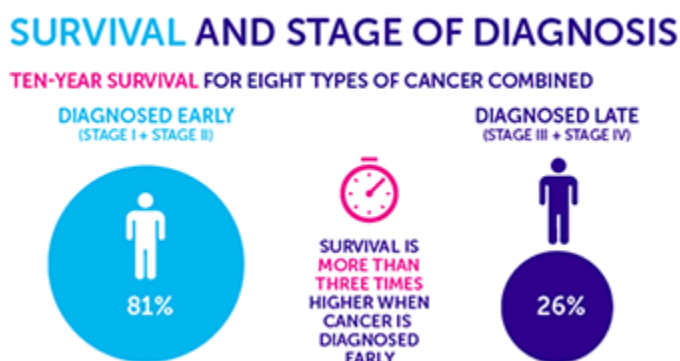 SURVIVAL AND STAGE OF DIAGNOSIS
TEN-YEAR SURVIVAL FOR EIGHT TYPES OF CANCER COMBINED
DIAGNOSED EARLY
(STAGE I + STAGE II)
81%
SURVIVAL IS
MORE THAN
THREE TIMES
HIGHER WHEN
CANCER IS
DIAGNOSED
EARLY
DIAGNOSED LATE
(STAGE III + STAGE IV)
26%